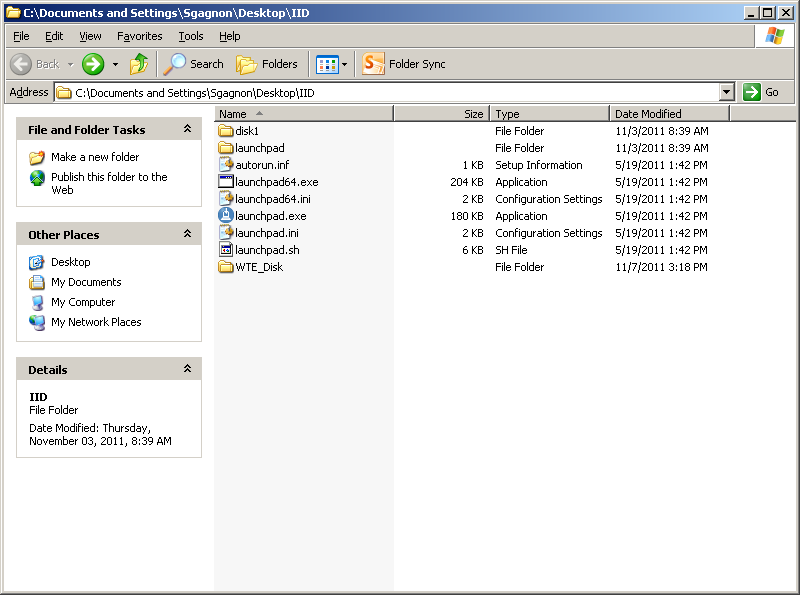 C:\Documents and Settings\Sgagnon\Desktop\IID
File Edit View Favorites Tools Help
Back Search Folders Folder Sync
Address C:\Documents and Settings\Sgagnon\Desktop\IID Go
File and Folder Tasks
Make a new folder
Publish this folder to the
Web
Other Places
Desktop
My Documents
My Computer
My Network Places
Details
IID
File Folder
Date Modified: Thursday,
November 03, 2011, 8:39 AM
Name Size Type Date Modified
disk1 File Folder 11/3/2011 8:39 AM
launchpad File Folder 11/3/2011 8:39 AM
autorun.inf 1 KB Setup Information 5/19/2011 1:42 PM
launchpad64.exe 204 KB Application 5/19/2011 1:42 PM
launchpad64.ini 2 KB Configuration Settings 5/19/2011 1:42 PM
launchpad.exe 180 KB Application 5/19/2011 1:42 PM
launchpad.ini 2 KB Configuration Settings 5/19/2011 1:42 PM
launchpad.sh 6 KB SH File 5/19/2011 1:42 PM
WTE_Disk File Folder 11/7/2011 3:18 PM